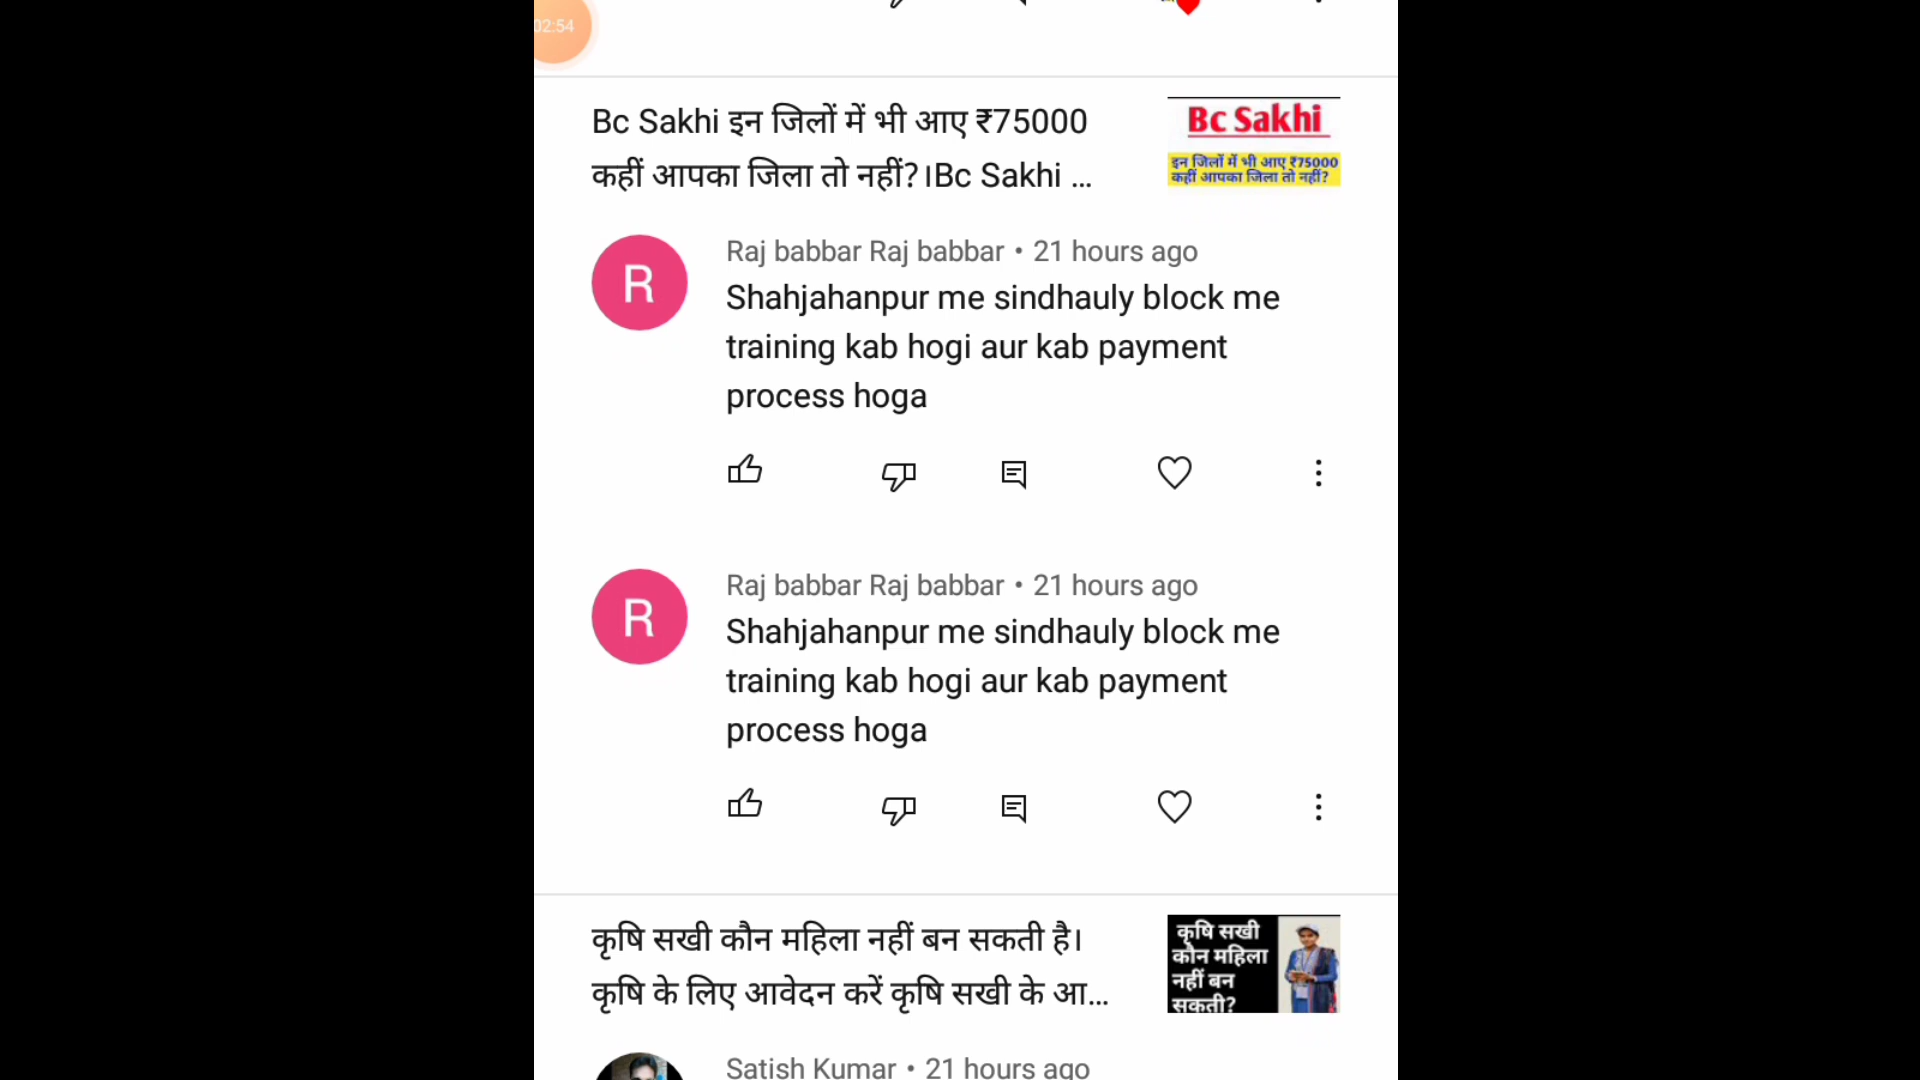 02:54
Bc Sakhi इन जिलों में भी आए ₹75000
कहीं आपका जिला तो नहीं?।Bc Sakhi ...
Bc Sakhi
इन जिलों में भी आए ₹75000
कहीं आपका जिला तो नहीं?
Raj babbar Raj babbar • 21 hours ago
R
Shahjahanpur me sindhauly block me
training kab hogi aur kab payment
process hoga
Raj babbar Raj babbar • 21 hours ago
R
Shahjahanpur me sindhauly block me
training kab hogi aur kab payment
process hoga
कृषि सखी कौन महिला नहीं बन सकती है।
कृषि के लिए आवेदन करें कृषि सखी के आ...
कृषि सखी
कौन महिला
नहीं बन
सकती?
Satish Kumar • 21 hours ago